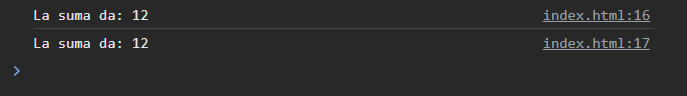 La suma da: 12 index.html:16
La suma da: 12 index.html:17
>